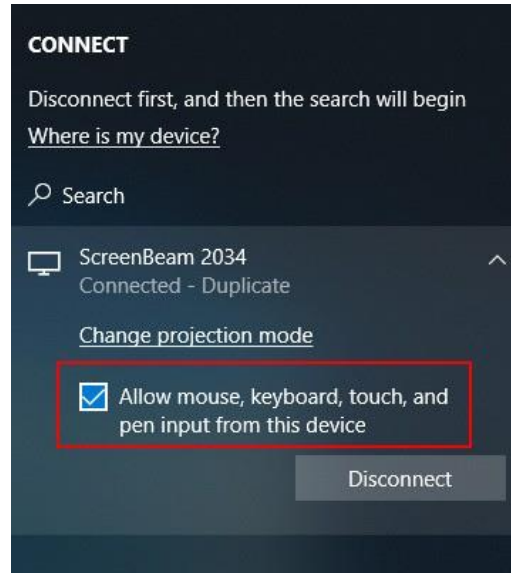 CONNECT
Disconnect first, and then the search will begin
Where is my device?
Search
ScreenBeam 2034
Connected - Duplicate
Change projection mode
Allow mouse, keyboard, touch, and
pen input from this device
Disconnect